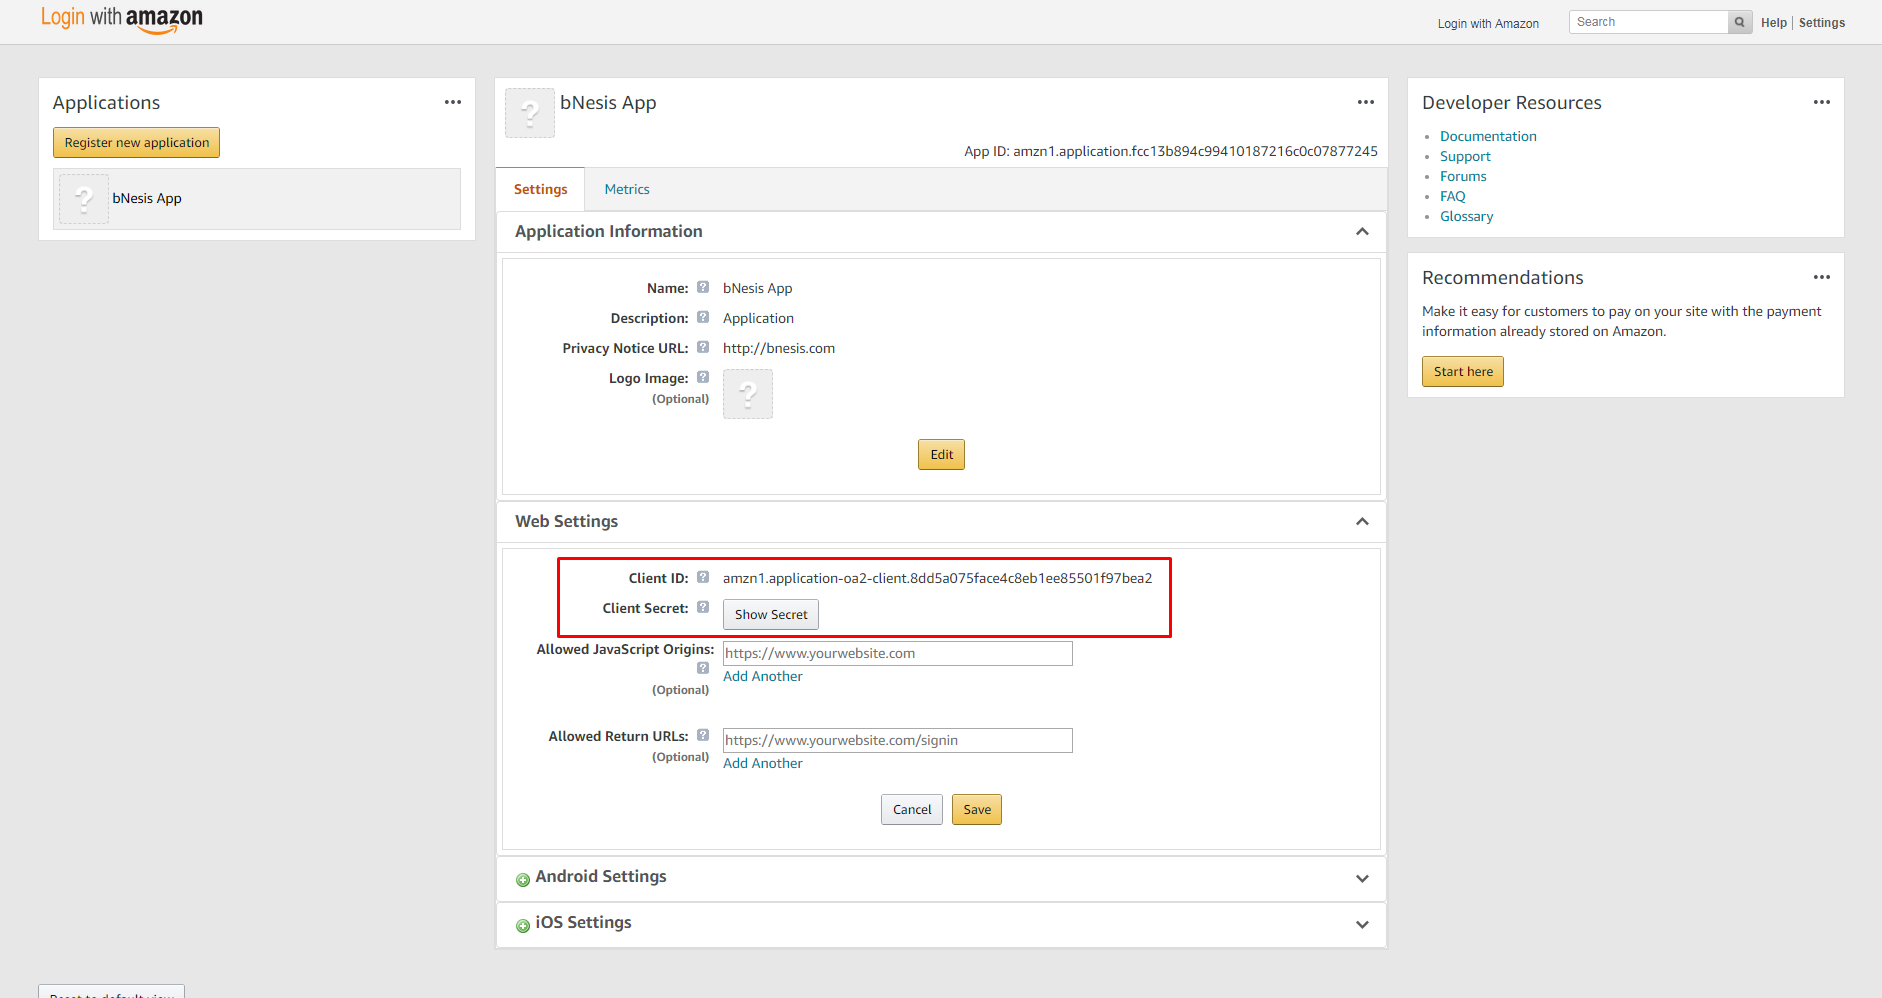 Login with amazon
Login with Amazon
Search
Help | Settings
Applications
Register new application
bNesis App
bNesis App
App ID: amzn1.application.fcc13b894c99410187216c0c07877245
Settings
Metrics
Application Information
Name: ? bNesis App
Description: ? Application
Privacy Notice URL: ? http://bnesis.com
Logo Image: ?
(Optional)
Edit
Web Settings
Client ID: ? amzn1.application-oa2-client.8dd5a075face4c8eb1ee85501f97bea2
Client Secret: ? Show Secret
Allowed JavaScript Origins: https://www.yourwebsite.com
? Add Another
(Optional)
Allowed Return URLs: ? https://www.yourwebsite.com/signin
(Optional) Add Another
Cancel
Save
Android Settings
iOS Settings
Developer Resources
Documentation
Support
Forums
FAQ
Glossary
Recommendations
Make it easy for customers to pay on your site with the payment
information already stored on Amazon.
Start here
Reset to default view